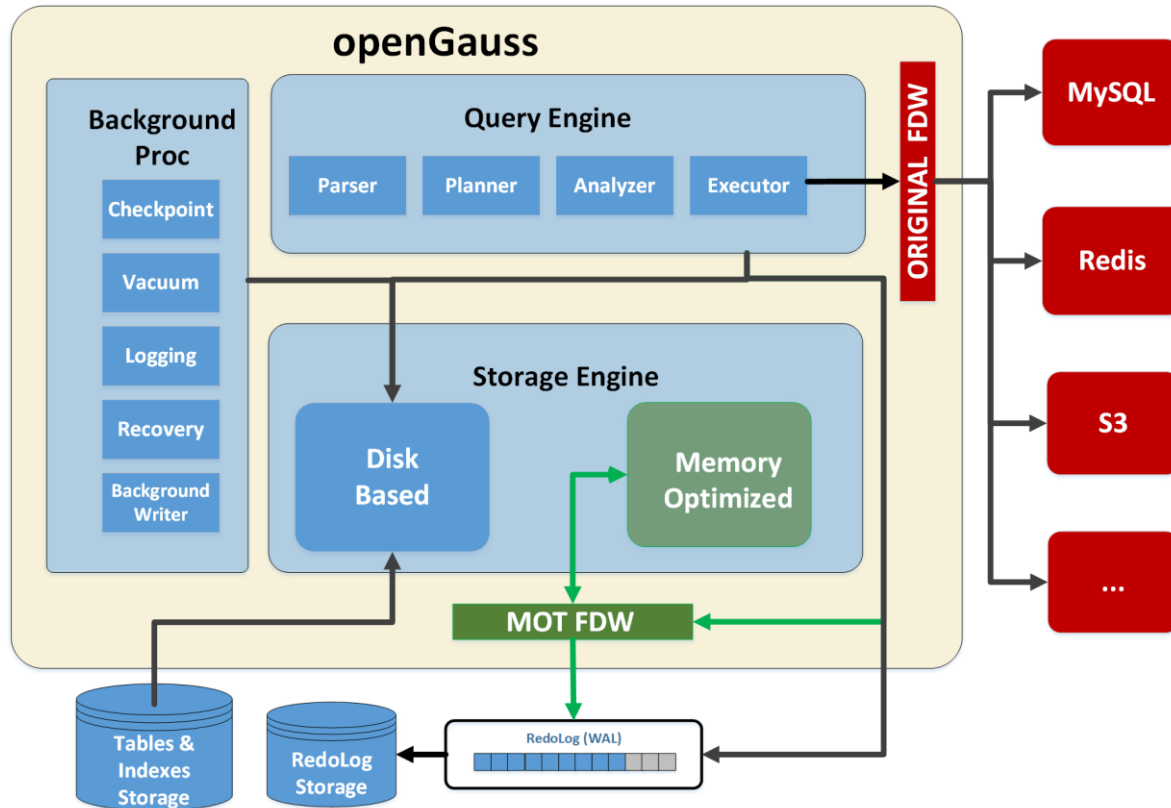 openGauss
Background
Proc
Checkpoint
Vacuum
Logging
Recovery
Background
Writer
Query Engine
Parser
Planner
Analyzer
Executor
ORIGINAL FDW
MySQL
Redis
S3
...
Storage Engine
Disk
Based
Memory
Optimized
MOT FDW
Tables &
Indexes
Storage
RedoLog
Storage
RedoLog (WAL)